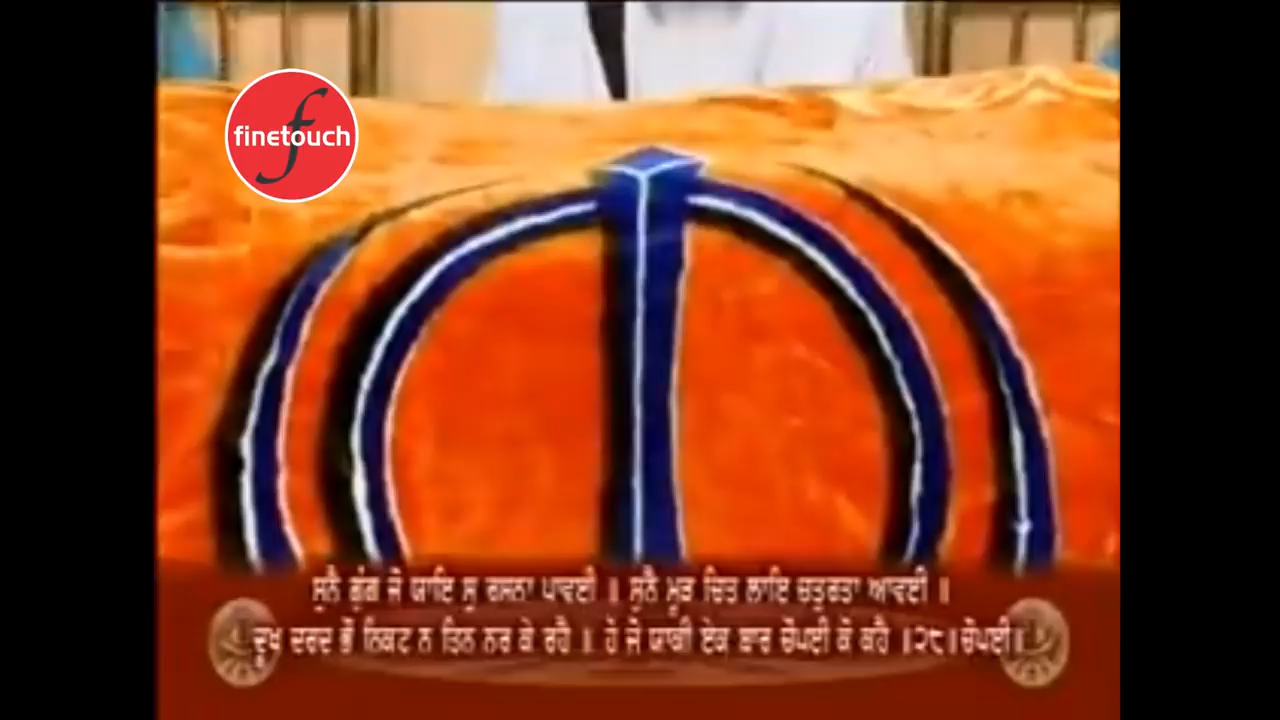 finetouch
ਸੁਨੈ ਗੁੰਗ ਜੋ ਯਾਹਿ ਸੁ ਰਸਨਾ ਪਾਵਈ ॥ ਸੁਨੈ ਮੂੜ ਚਿਤ ਲਾਇ ਚਤੁਰਤਾ ਆਵਈ ॥
ਦੂਖ ਦਰਦ ਭੌ ਨਿਕਟ ਨ ਤਿਨ ਨਰ ਕੇ ਰਹੈ ॥ ਹੋ ਜੋ ਯਾਕੀ ਏਕ ਬਾਰ ਚੌਪਈ ਕੋ ਕਹੈ ॥੨੮॥ਚੌਪਈ॥